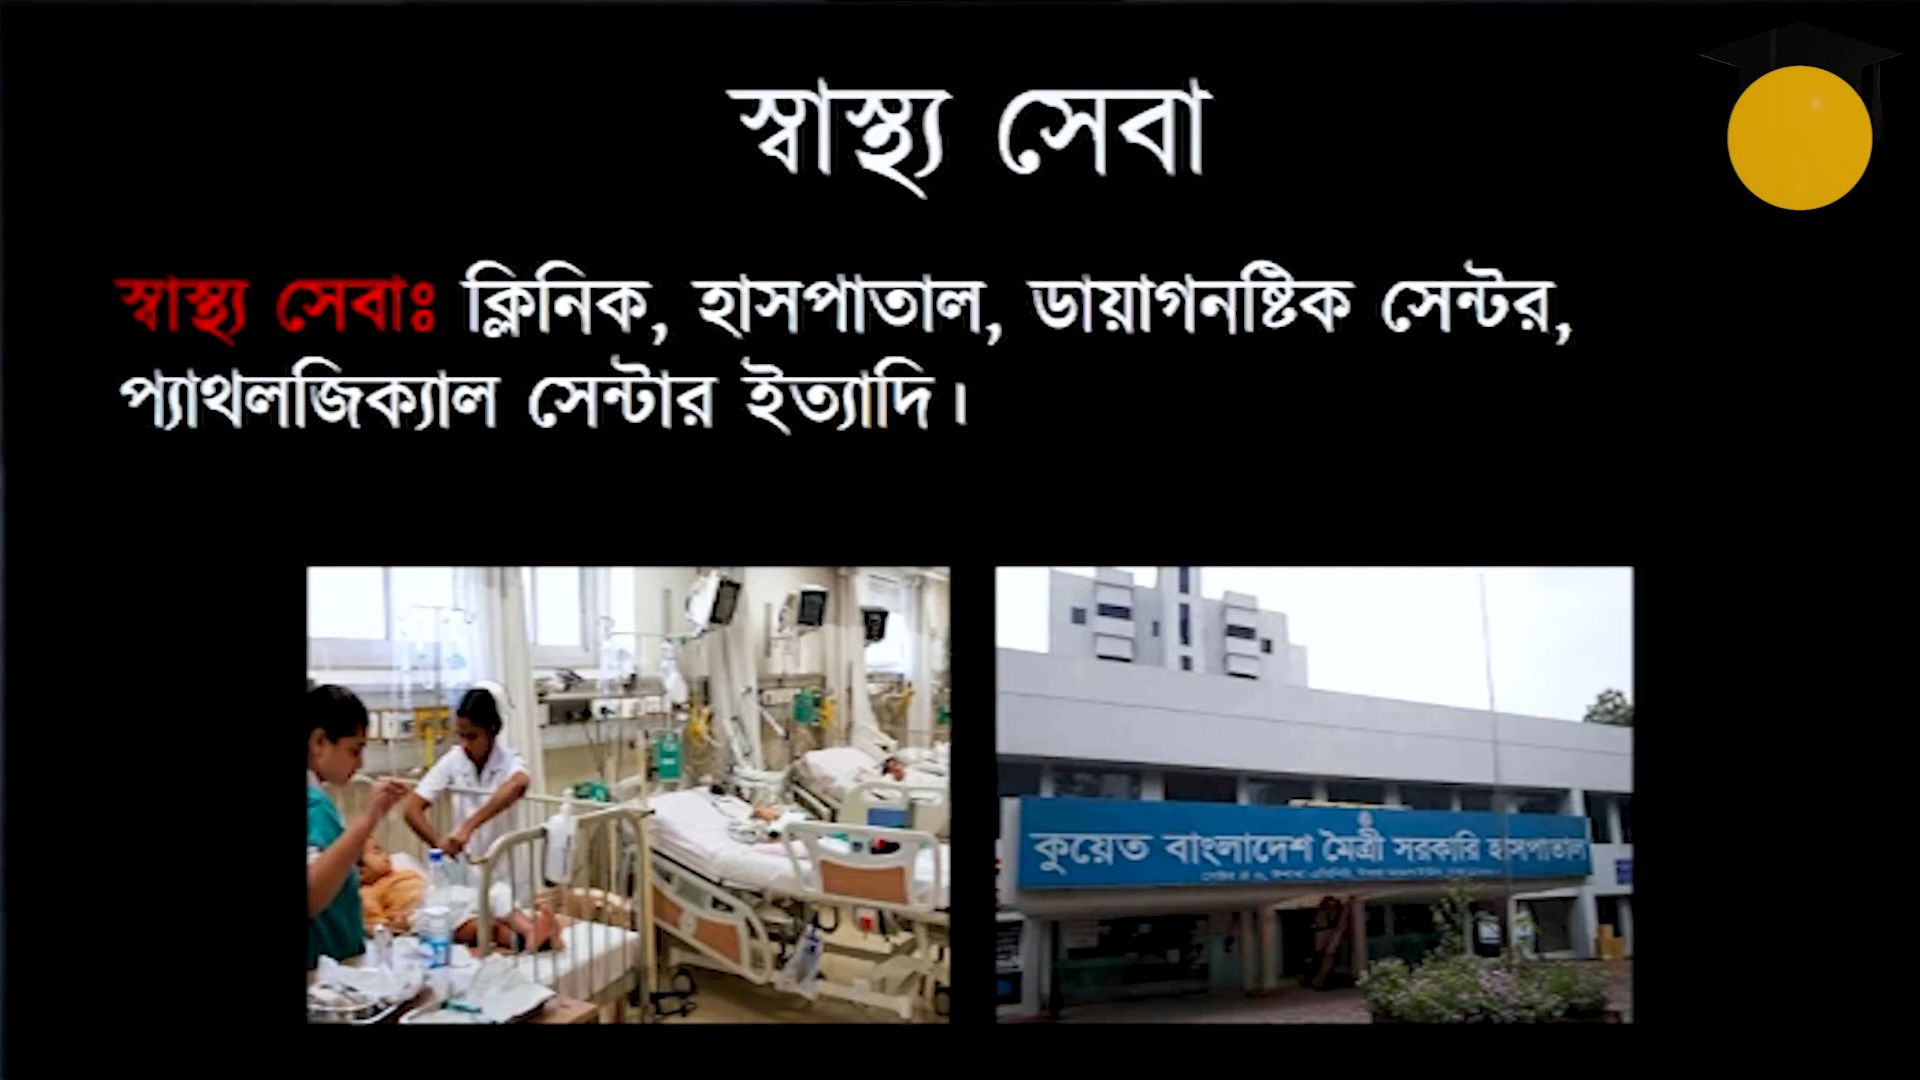 স্বাস্থ্য সেবা
স্বাস্থ্য সেবাঃ ক্লিনিক, হাসপাতাল, ডায়াগনষ্টিক সেন্টর,
প্যাথলজিক্যাল সেন্টার ইত্যাদি।
কুয়েত বাংলাদেশ মৈত্রী সরকারি হাসপাতাল